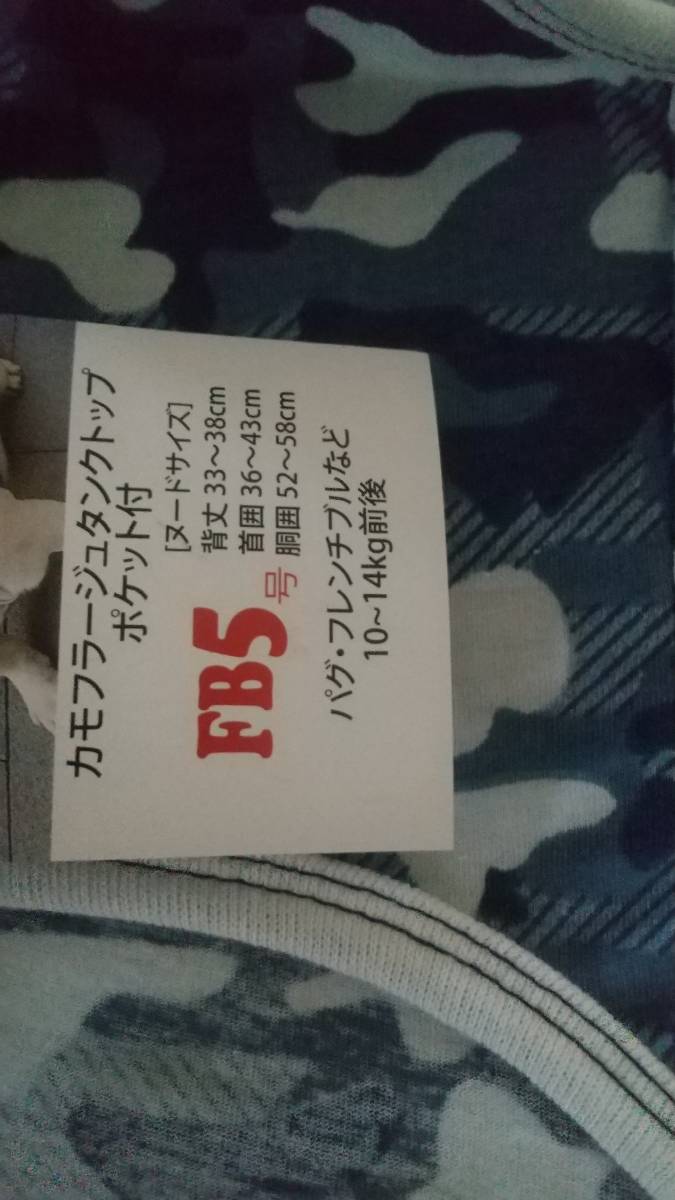 カモフラージュタンクトップ
ポケット付
FB5号
[ヌードサイズ]
背丈 33～38cm
首囲 36～43cm
胴囲 52～58cm
パグ・フレンチブルなど
10~14kg前後